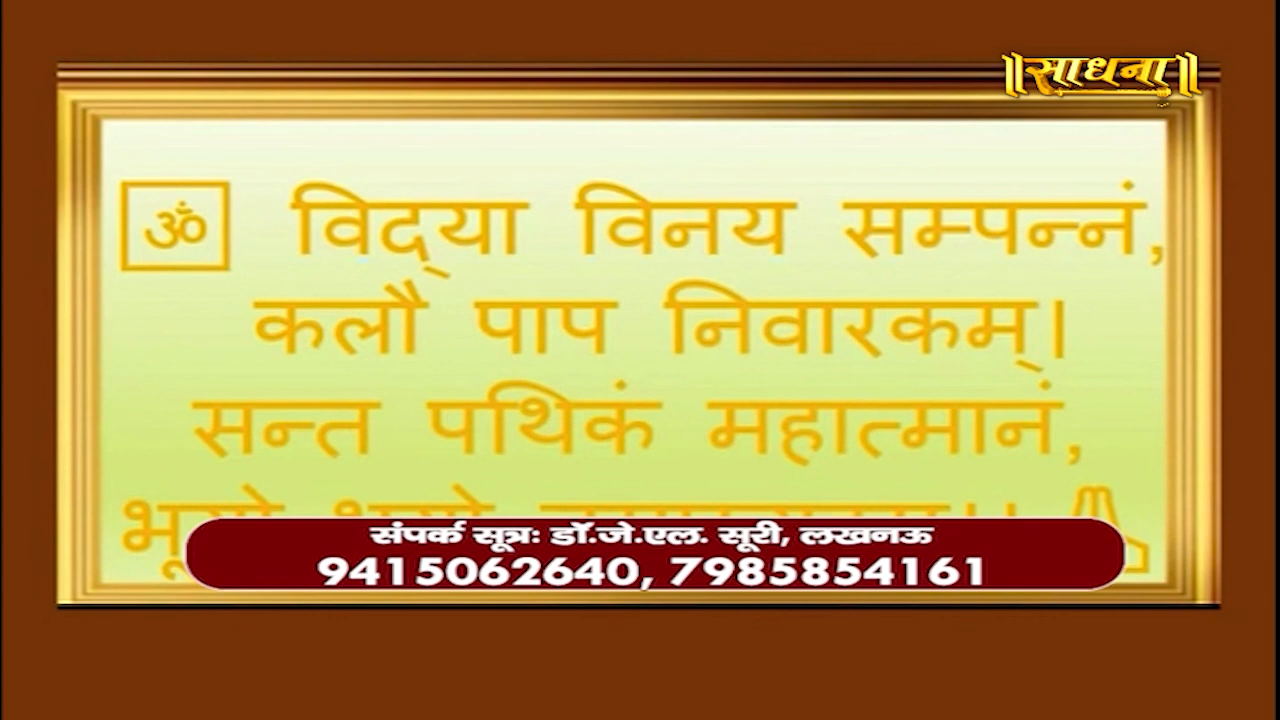 ॥साधना॥
ॐ विद्‌या विनय सम्पन्नं,
कलौ पाप निवारकम्।
सन्त पथिकं महात्मानं,
संपर्क सूत्रः डॉ.जे.एल. सूरी, लखनऊ
9415062640, 7985854161